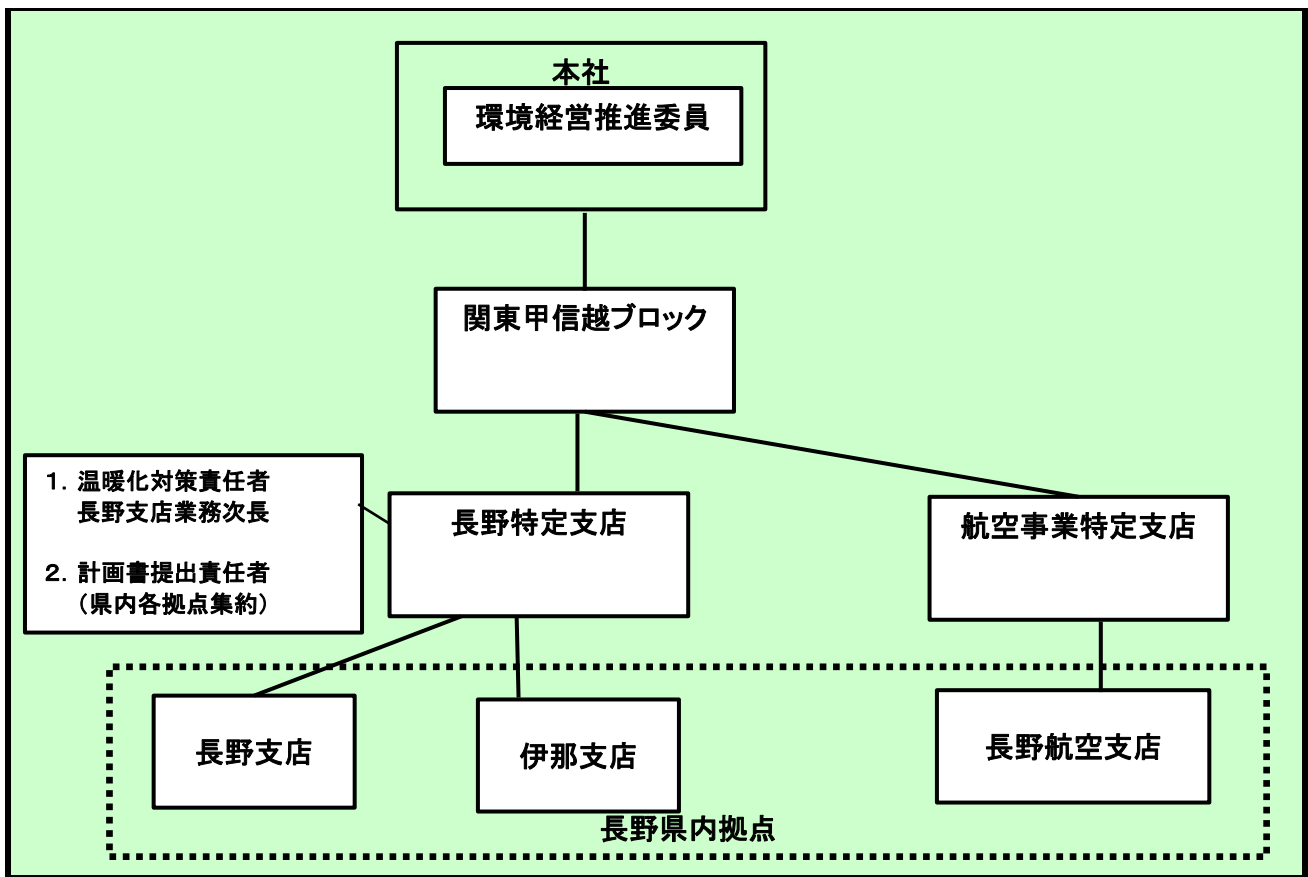 本社
環境経営推進委員
関東甲信越ブロック
1. 温暖化対策責任者
長野支店業務次長
2. 計画書提出責任者
(県内各拠点集約)
長野特定支店
航空事業特定支店
長野支店
伊那支店
長野航空支店
長野県内拠点